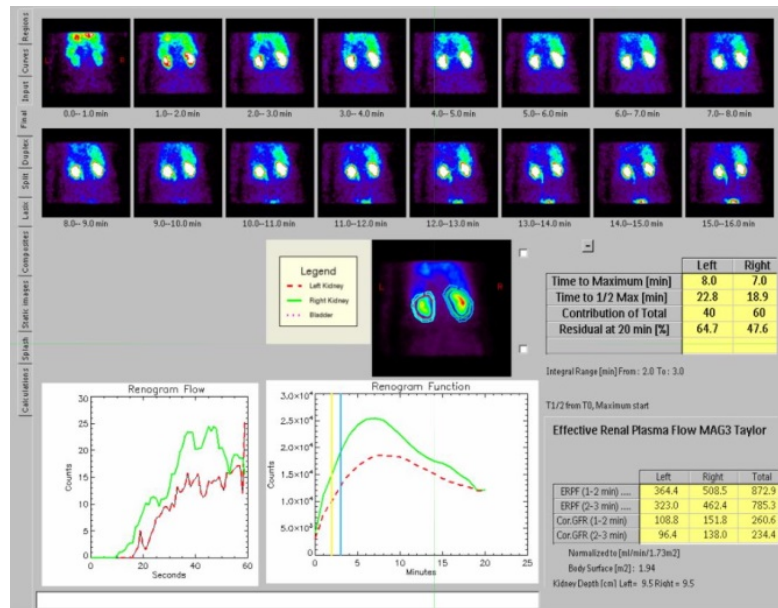 Regions
Curves
Input
Final
Duplex
Split
Lasix
Composites
Static images
Splash
Calculations
L R
0.0-- 1.0 min 1.0-- 2.0 min 2.0-- 3.0 min 3.0-- 4.0 min 4.0-- 5.0 min 5.0-- 6.0 min 6.0-- 7.0 min 7.0-- 8.0 min
8.0-- 9.0 min 9.0--10.0 min 10.0--11.0 min 11.0--12.0 min 12.0--13.0 min 13.0--14.0 min 14.0--15.0 min 15.0--16.0 min
Legend
Left Kidney
Right Kidney
Bladder
L R
Left Right
Time to Maximum [min] 8.0 7.0
Time to 1/2 Max [min] 22.8 18.9
Contribution of Total 40 60
Residual at 20 min [%] 64.7 47.6
Integral Range [min] From : 2.0 To : 3.0
T1/2 from T0, Maximum start
Renogram Flow
Counts
30
25
20
15
10
5
0
0 10 20 30 40 50 60
Seconds
Renogram Function
Counts
3.0×10⁴
2.5×10⁴
2.0×10⁴
1.5×10⁴
1.0×10⁴
5.0×10³
0
0 5 10 15 20 25
Minutes
Effective Renal Plasma Flow MAG3 Taylor
Left Right Total
ERPF (1-2 min) .... 364.4 508.5 872.9
ERPF (2-3 min) .... 323.0 462.4 785.3
Cor.GFR (1-2 min) 108.8 151.8 260.6
Cor.GFR (2-3 min) 96.4 138.0 234.4
Normalized to [ml/min/1.73m2]
Body Surface [m2] : 1.94
Kidney Depth [cm] Left= 9.5 Right = 9.5